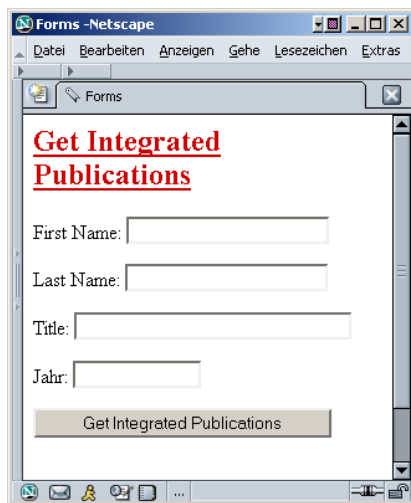 Forms -Netscape
Datei Bearbeiten Anzeigen Gehe Lesezeichen Extras
Forms
Get Integrated
Publications
First Name:
Last Name:
Title:
Jahr:
Get Integrated Publications
...